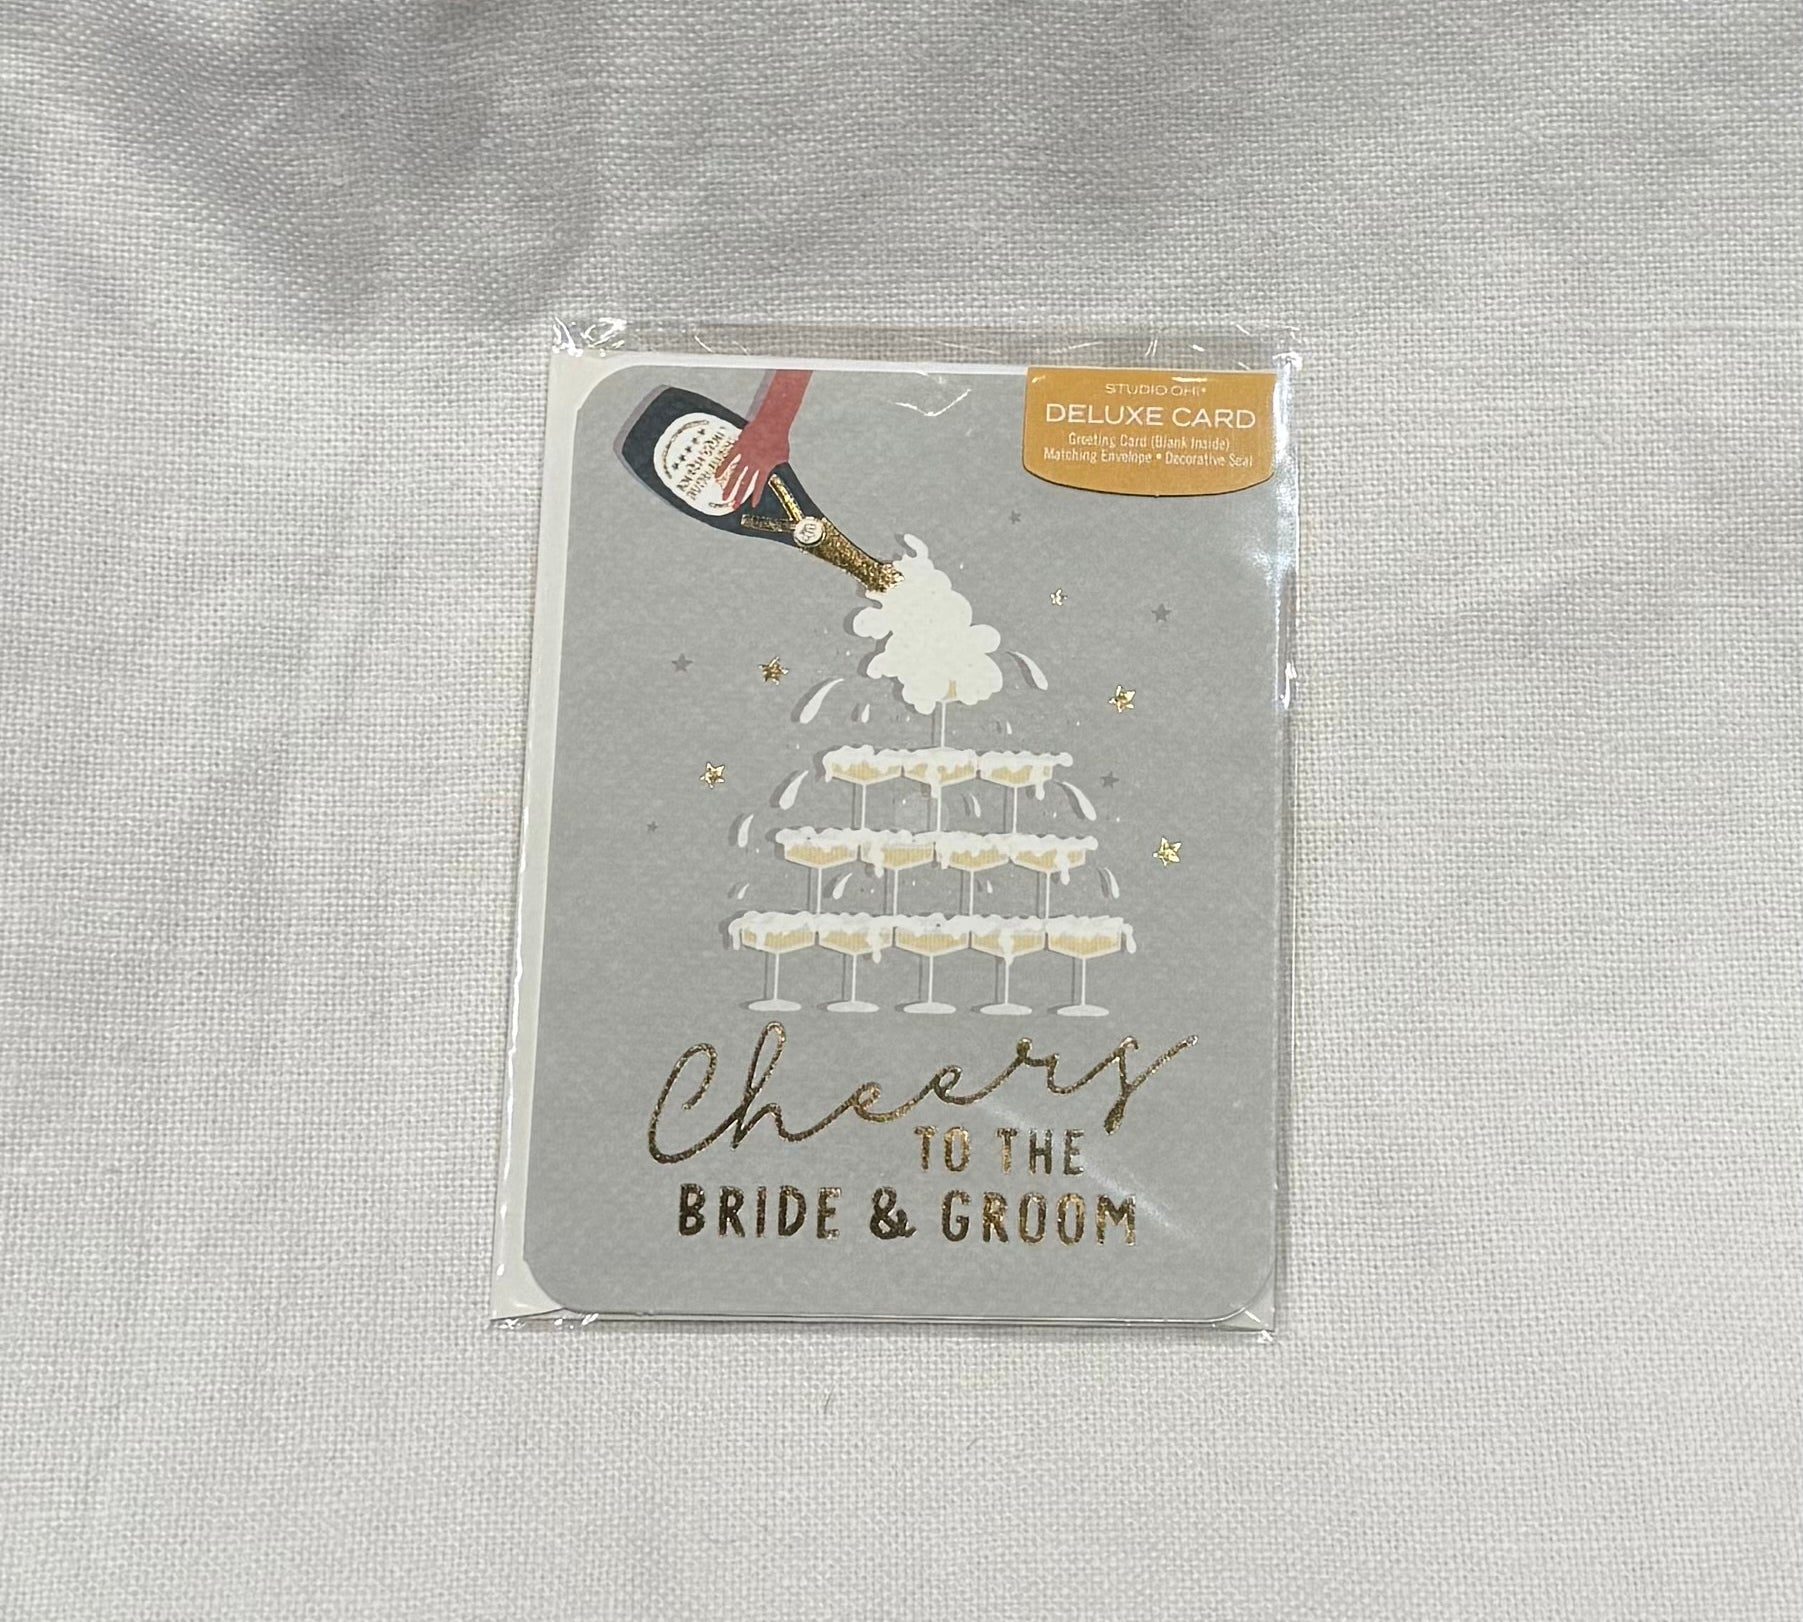 STUDIO OH!
DELUXE CARD
Greeting Card (Blank Inside)
Matching Envelope • Decorative Seal
Cheers
TO THE
BRIDE & GROOM